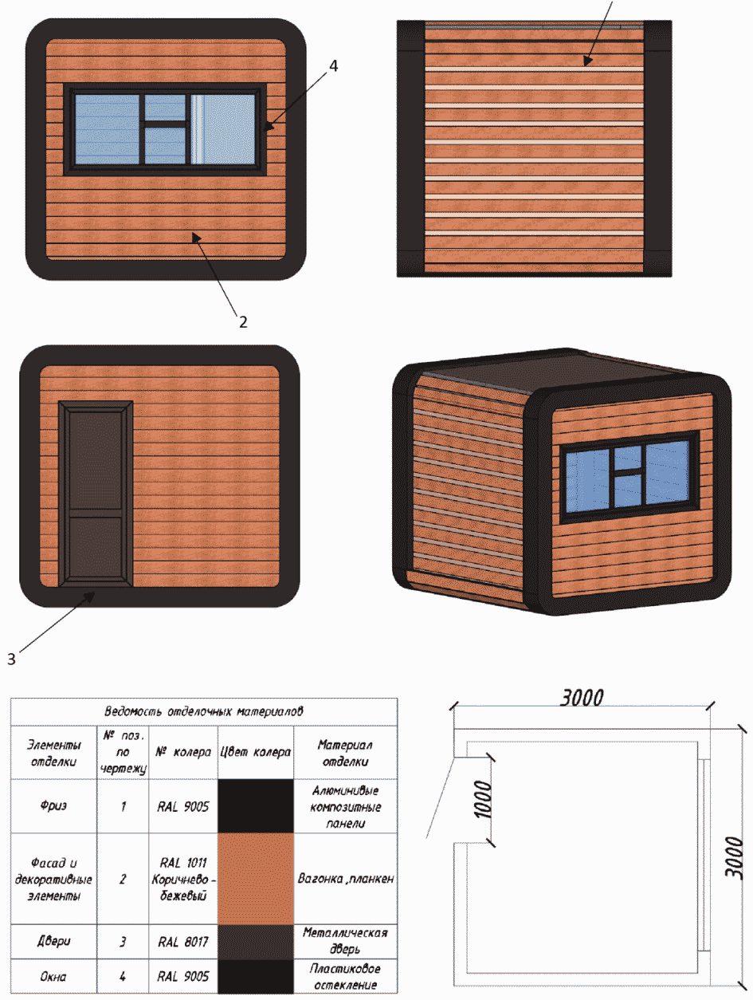 4
2
3
Ведомость отделочных материалов
Элементы
отделки
№ поз.
по
чертежу
№ колера
Цвет колера
Материал
отделки
Фриз
1
RAL 9005
Алюминивые
композитные
панели
Фасад и
декоративные
элементы
2
RAL 1011
Коричнево-
бежевый
Вагонка, планкен
Двери
3
RAL 8017
Металлическая
дверь
Окна
4
RAL 9005
Пластиковое
остекление
3000
1000
3000